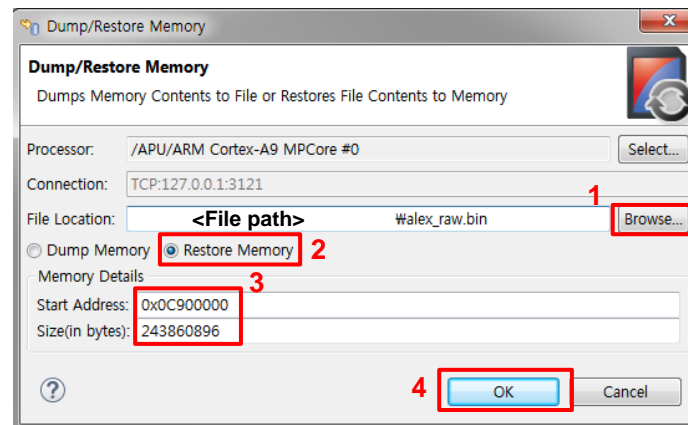 Dump/Restore Memory
Dump/Restore Memory
Dumps Memory Contents to File or Restores File Contents to Memory
Processor: /APU/ARM Cortex-A9 MPCore #0 Select...
Connection: TCP:127.0.0.1:3121
1
File Location: <File path> ₩alex_raw.bin Browse...
Dump Memory Restore Memory 2
Memory Details
3
Start Address: 0x0C900000
Size(in bytes): 243860896
? 4 OK Cancel